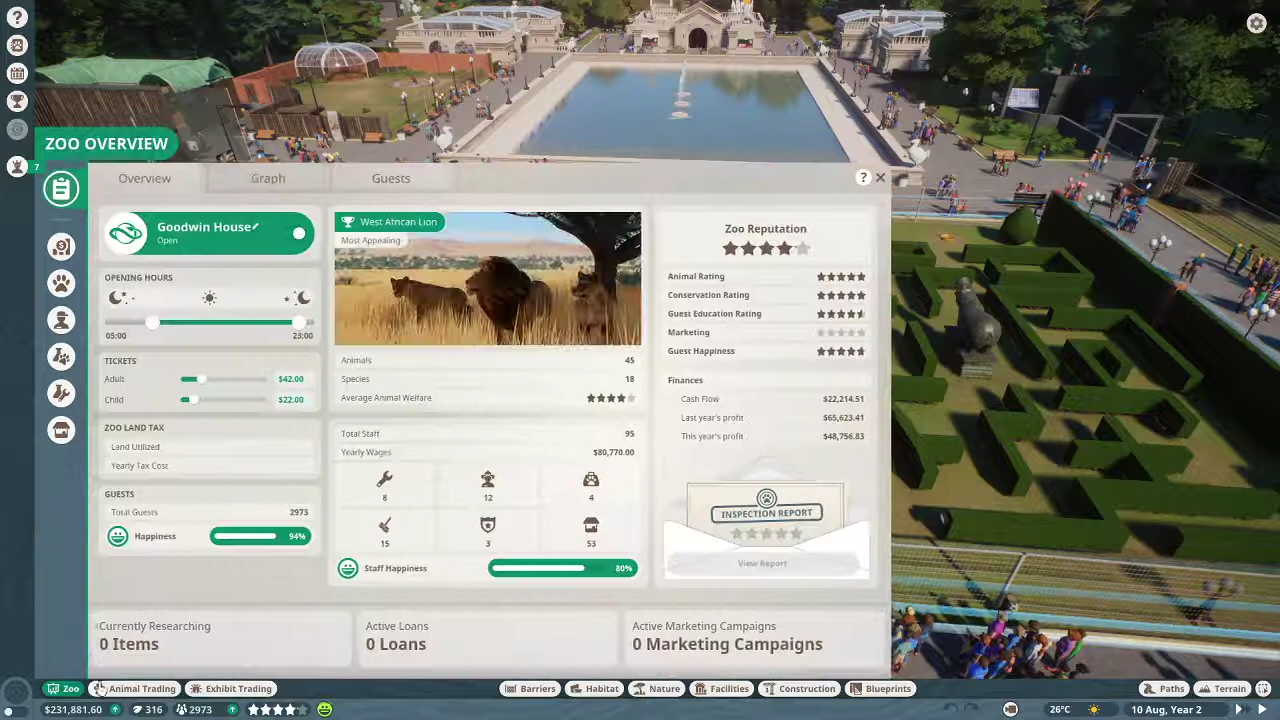 ZOO OVERVIEW
7
Overview
Graph
Guests
?
Goodwin House
Open
OPENING HOURS
05:00
23:00
TICKETS
Adult
$42.00
Child
$22.00
ZOO LAND TAX
Land Utilized
Yearly Tax Cost
GUESTS
Total Guests
2973
Happiness
94%
West African Lion
Most Appealing
Animals
45
Species
18
Average Animal Welfare
Total Staff
95
Yearly Wages
$80,770.00
8
12
4
15
3
53
Staff Happiness
80%
Zoo Reputation
Animal Rating
Conservation Rating
Guest Education Rating
Marketing
Guest Happiness
Finances
Cash Flow
$22,214.51
Last year's profit
$65,623.41
This year's profit
$48,756.83
INSPECTION REPORT
View Report
Currently Researching
0 Items
Active Loans
0 Loans
Active Marketing Campaigns
0 Marketing Campaigns
Zoo
Animal Trading
Exhibit Trading
Barriers
Habitat
Nature
Facilities
Construction
Blueprints
Paths
Terrain
$231,881.60
316
2973
26°C
10 Aug, Year 2